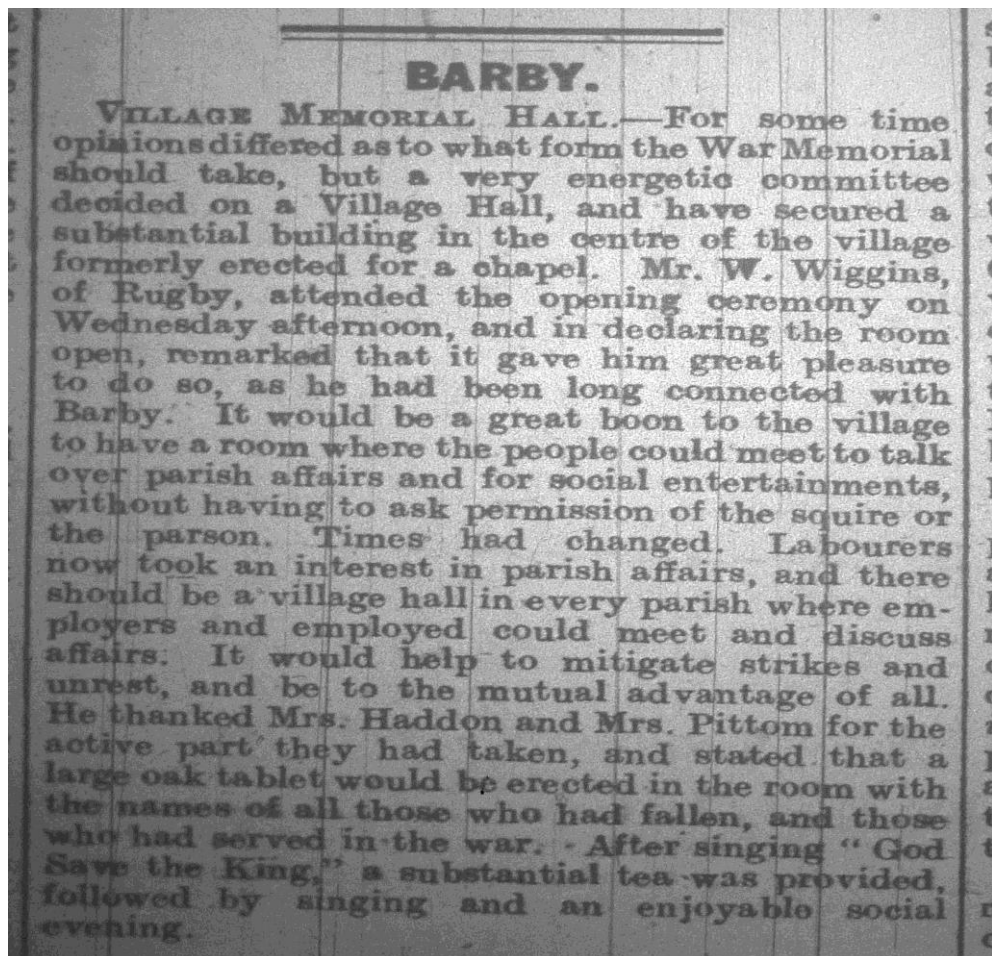 BARBY.
VILLAGE MEMORIAL HALL.—For some time
opinions differed as to what form the War Memorial
should take, but a very energetic committee
decided on a Village Hall, and have secured a
substantial building in the centre of the village
formerly erected for a chapel. Mr. W. Wiggins,
of Rugby, attended the opening ceremony on
Wednesday afternoon, and in declaring the room
open, remarked that it gave him great pleasure
to do so, as he had been long connected with
Barby. It would be a great boon to the village
to have a room where the people could meet to talk
over parish affairs and for social entertainments,
without having to ask permission of the squire or
the parson. Times had changed. Labourers
now took an interest in parish affairs, and there
should be a village hall in every parish where em-
ployers and employed could meet and discuss
affairs. It would help to mitigate strikes and
unrest, and be to the mutual advantage of all.
He thanked Mrs. Haddon and Mrs. Pittom for the
active part they had taken, and stated that a
large oak tablet would be erected in the room with
the names of all those who had fallen, and those
who had served in the war. After singing “God
Save the King,” a substantial tea was provided,
followed by singing and an enjoyable social
evening.